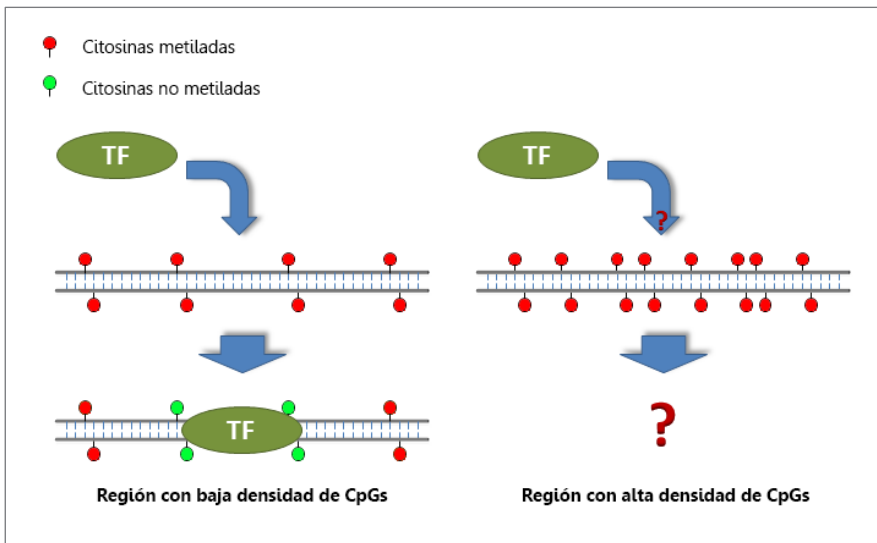 Citosinas metiladas
Citosinas no metiladas
TF
TF
?
TF
?
Región con baja densidad de CpGs
Región con alta densidad de CpGs